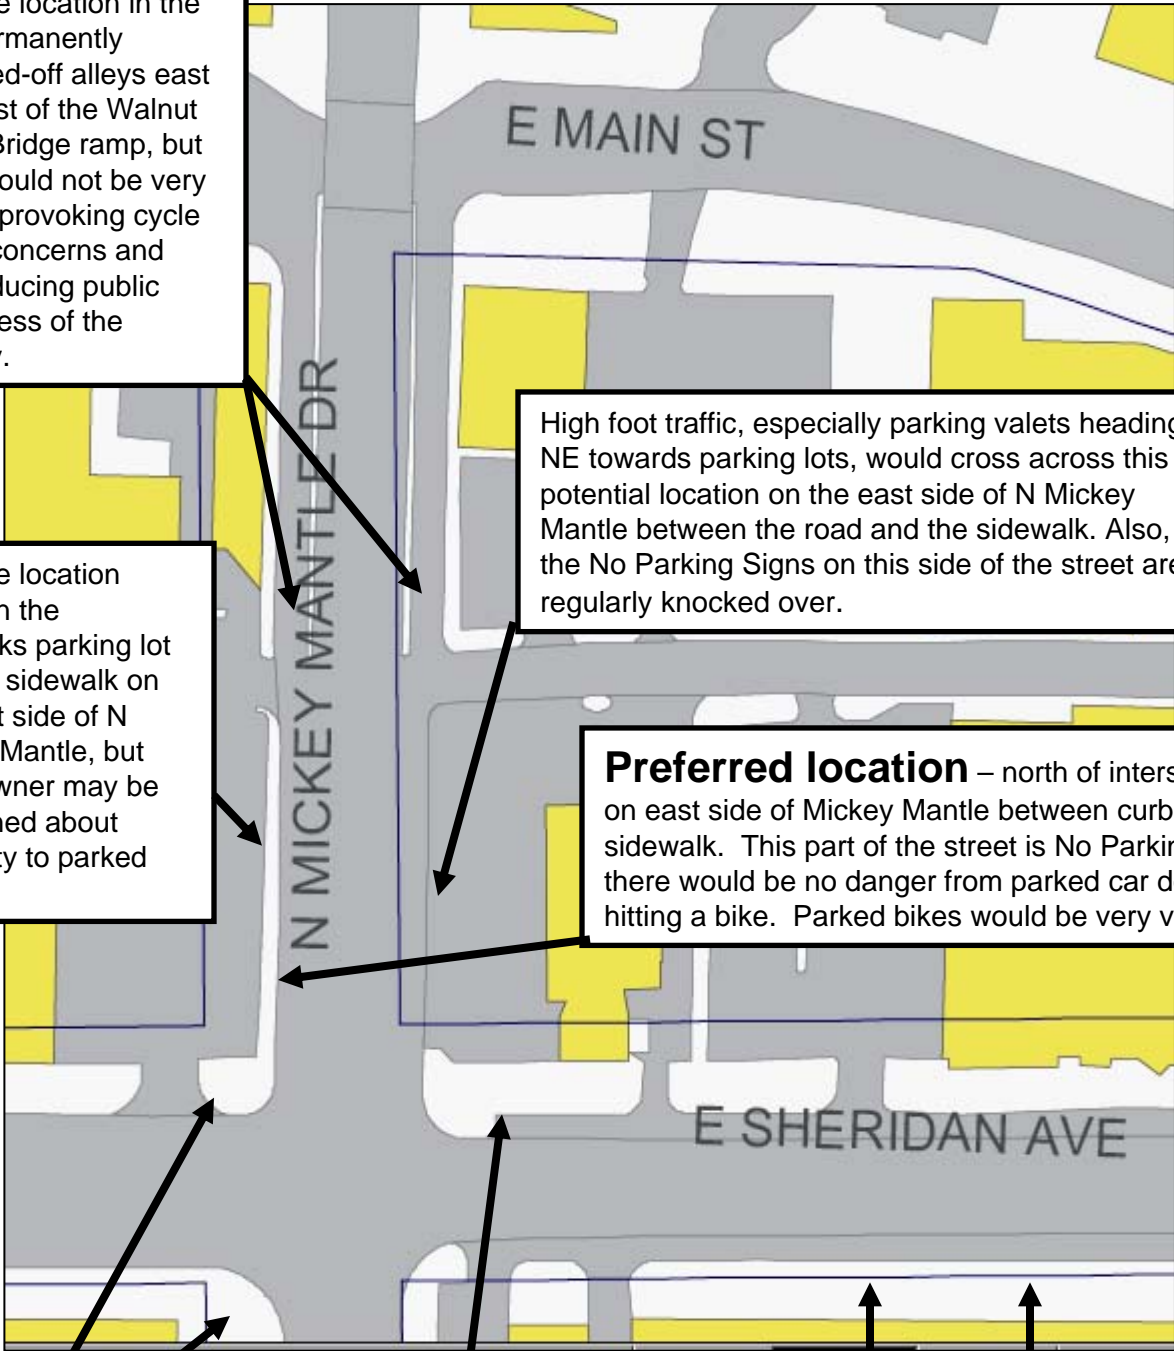 e location in the
rmanently
ed-off alleys east
st of the Walnut
Bridge ramp, but
ould not be very
provoking cycle
concerns and
ducing public
ess of the
.
E MAIN ST
N MICKEY MANTLE DR
High foot traffic, especially parking valets heading
NE towards parking lots, would cross across this
potential location on the east side of N Mickey
Mantle between the road and the sidewalk. Also,
the No Parking Signs on this side of the street are
regularly knocked over.
e location
n the
ks parking lot
sidewalk on
t side of N
Mantle, but
wner may be
ned about
ty to parked
Preferred location – north of inters
on east side of Mickey Mantle between curb
sidewalk. This part of the street is No Parkin
there would be no danger from parked car d
hitting a bike. Parked bikes would be very v
E SHERIDAN AVE